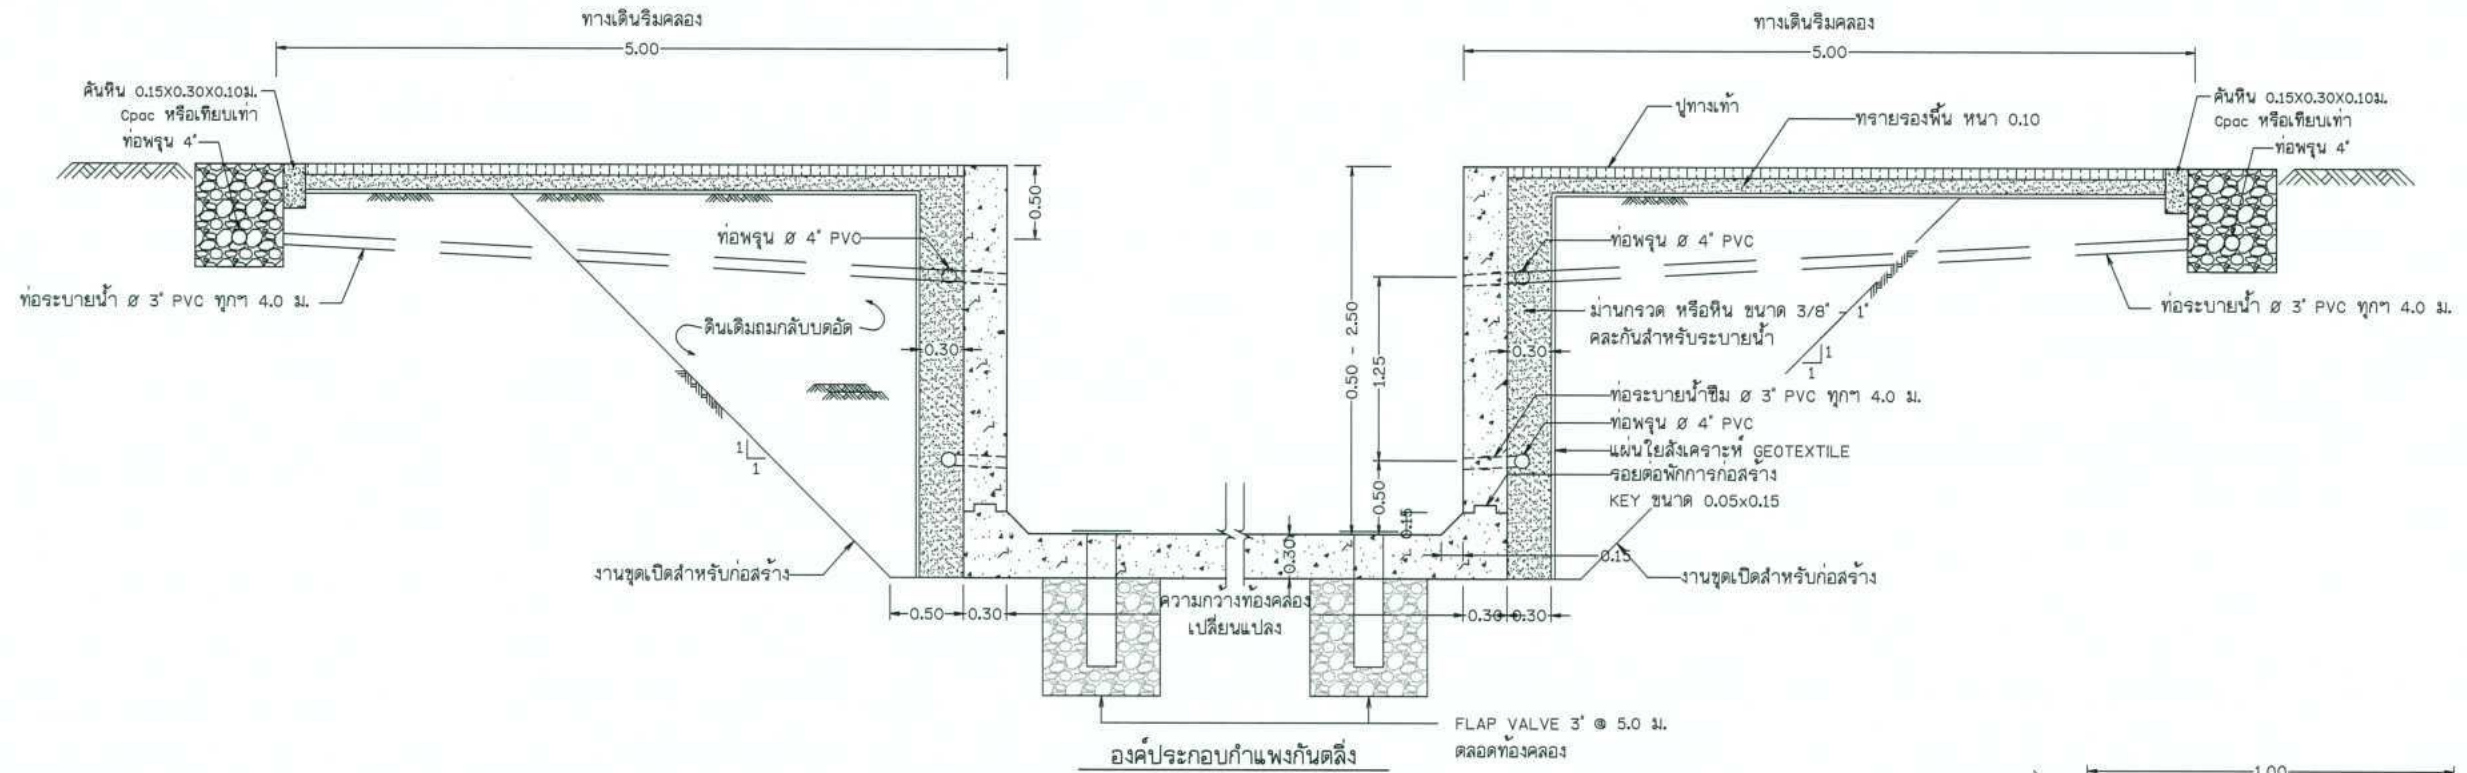 ทางเดินริมคลอง
5.00
คันหิน 0.15X0.30X0.10ม.
Cpac หรือเทียบเท่า
ท่อพรุน 4"
0.50
ท่อพรุน Ø 4" PVC
ท่อระบายน้ำ Ø 3" PVC ทุกๆ 4.0 ม.
ดินเดิมถมกลับบดอัด
0.30
1
1
งานขุดเปิดสำหรับก่อสร้าง
0.50
0.30
ทางเดินริมคลอง
5.00
ปูทางเท้า
ทรายรองพื้น หนา 0.10
คันหิน 0.15X0.30X0.10ม.
Cpac หรือเทียบเท่า
ท่อพรุน 4"
ท่อพรุน Ø 4" PVC
ท่อระบายน้ำ Ø 3" PVC ทุกๆ 4.0 ม.
ม่านกรวด หรือหิน ขนาด 3/8" - 1"
คละกันสำหรับระบายน้ำ
0.50 - 2.50
1.25
0.30
1
1
ท่อระบายน้ำซึม Ø 3" PVC ทุกๆ 4.0 ม.
ท่อพรุน Ø 4" PVC
แผ่นใยสังเคราะห์ GEOTEXTILE
รอยต่อพักการก่อสร้าง
KEY ขนาด 0.05x0.15
0.50
0.15
0.30
0.15
งานขุดเปิดสำหรับก่อสร้าง
ความกว้างท้องคลอง
เปลี่ยนแปลง
0.30
0.30
FLAP VALVE 3" @ 5.0 ม.
ตลอดท้องคลอง
องค์ประกอบกำแพงกันตลิ่ง
1.00